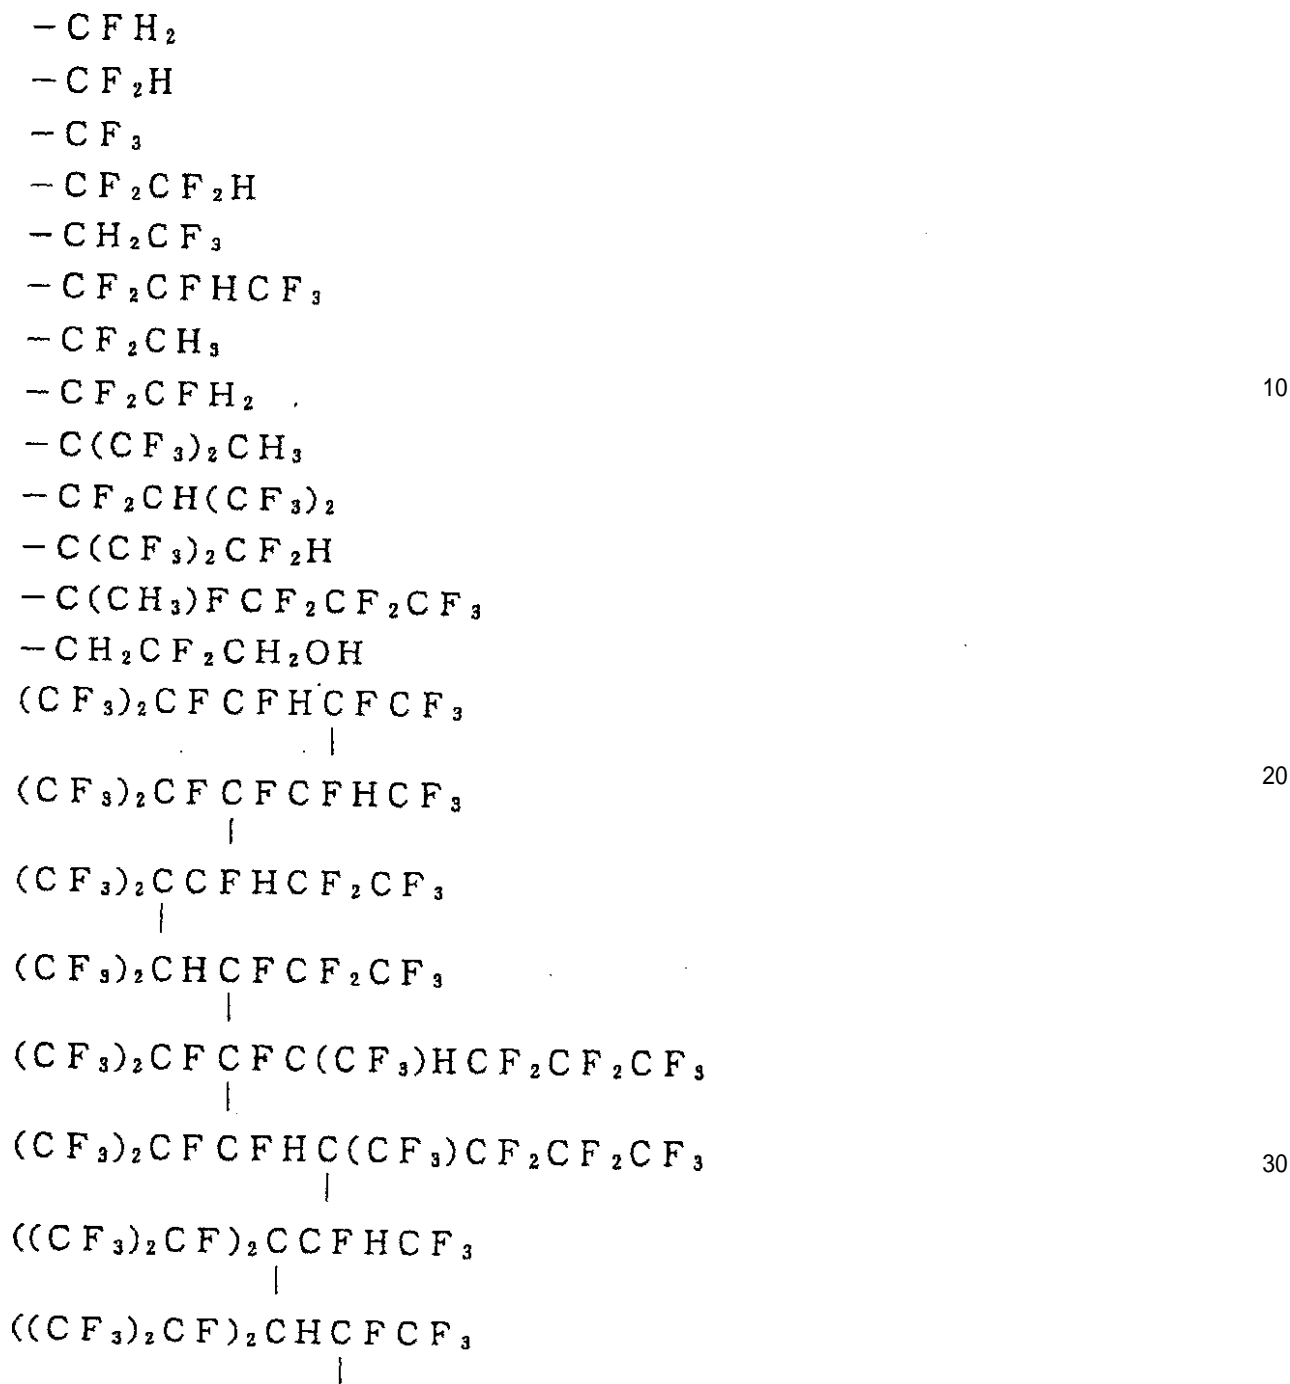 －CFH₂
－CF₂H
－CF₃
－CF₂CF₂H
－CH₂CF₃
－CF₂CFHCF₃
－CF₂CH₃
－CF₂CFH₂
10
－C(CF₃)₂CH₃
－CF₂CH(CF₃)₂
－C(CF₃)₂CF₂H
－C(CH₃)FCF₂CF₂CF₃
－CH₂CF₂CH₂OH
(CF₃)₂CFCFHCFCF₃
|
(CF₃)₂CFCFCFHCF₃
20
|
(CF₃)₂CCFHCF₂CF₃
|
(CF₃)₂CHCFCF₂CF₃
|
(CF₃)₂CFCFC(CF₃)HCF₂CF₂CF₃
|
(CF₃)₂CFCFHC(CF₃)CF₂CF₂CF₃
30
|
((CF₃)₂CF)₂CCFHCF₃
|
((CF₃)₂CF)₂CHCFCF₃
|